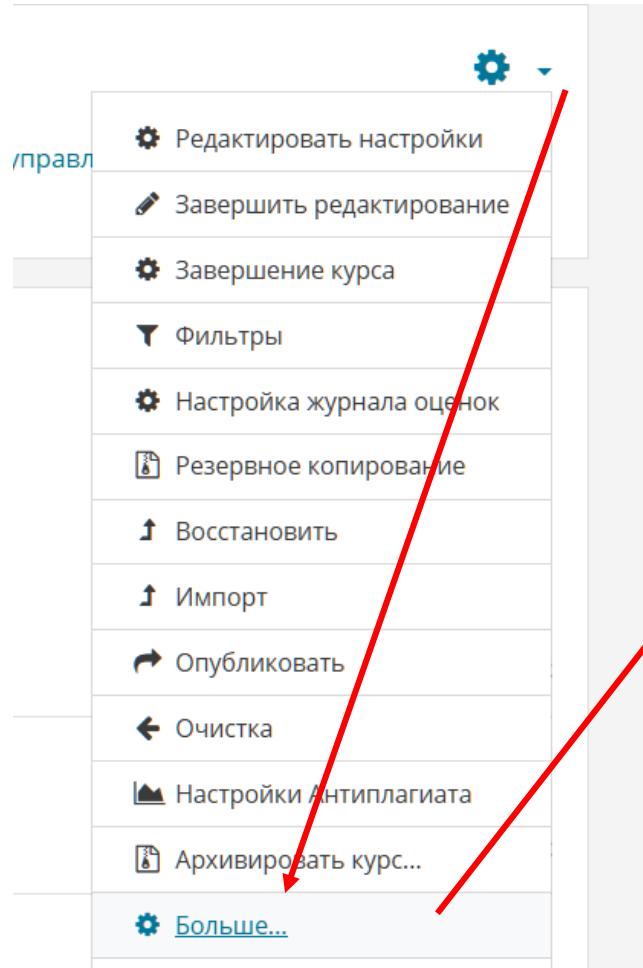 Редактировать настройки
Завершить редактирование
Завершение курса
Фильтры
Настройка журнала оценок
Резервное копирование
Восстановить
Импорт
Опубликовать
Очистка
Настройки Антиплагиата
Архивировать курс...
Больше...